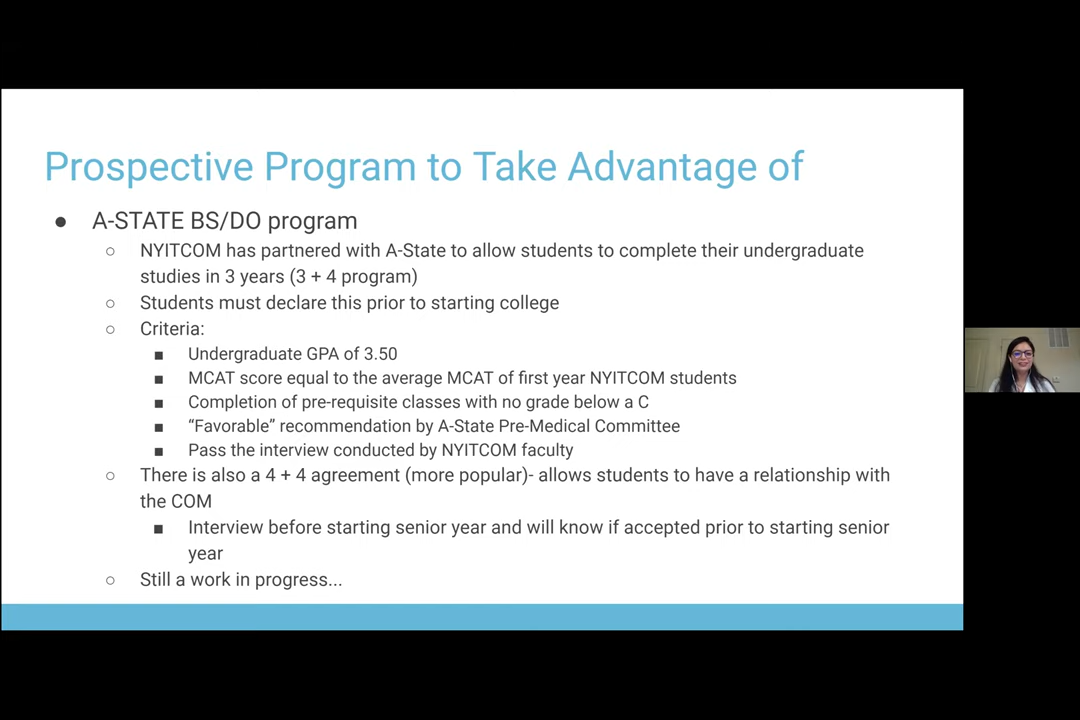 Prospective Program to Take Advantage of
● A-STATE BS/DO program
○ NYITCOM has partnered with A-State to allow students to complete their undergraduate
studies in 3 years (3 + 4 program)
○ Students must declare this prior to starting college
○ Criteria:
■ Undergraduate GPA of 3.50
■ MCAT score equal to the average MCAT of first year NYITCOM students
■ Completion of pre-requisite classes with no grade below a C
■ “Favorable” recommendation by A-State Pre-Medical Committee
■ Pass the interview conducted by NYITCOM faculty
○ There is also a 4 + 4 agreement (more popular)- allows students to have a relationship with
the COM
■ Interview before starting senior year and will know if accepted prior to starting senior
year
○ Still a work in progress...